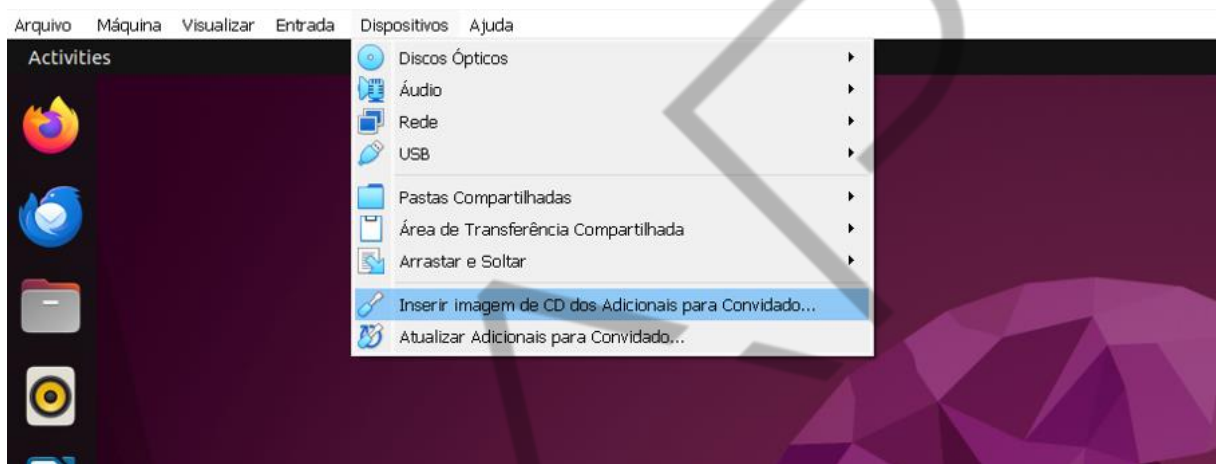 Arquivo Máquina Visualizar Entrada Dispositivos Ajuda
Activities
Discos Ópticos
Áudio
Rede
USB
Pastas Compartilhadas
Área de Transferência Compartilhada
Arrastar e Soltar
Inserir imagem de CD dos Adicionais para Convidado...
Atualizar Adicionais para Convidado...